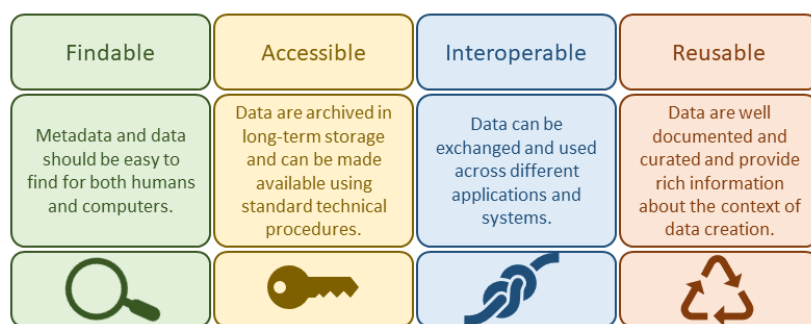 Findable
Accessible
Interoperable
Reusable
Metadata and data
should be easy to
find for both humans
and computers.
Data are archived in
long-term storage
and can be made
available using
standard technical
procedures.
Data can be
exchanged and used
across different
applications and
systems.
Data are well
documented and
curated and provide
rich information
about the context of
data creation.